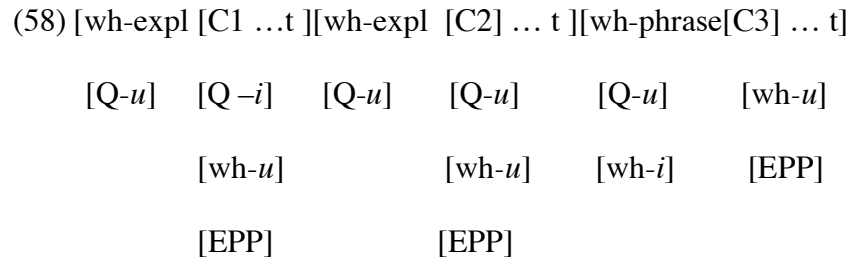 (58) [wh-expl [C1 …t ][wh-expl [C2] … t ][wh-phrase[C3] … t]
[Q-u] [Q –i] [Q-u] [Q-u] [Q-u] [wh-u]
[wh-u] [wh-u] [wh-i] [EPP]
[EPP] [EPP]